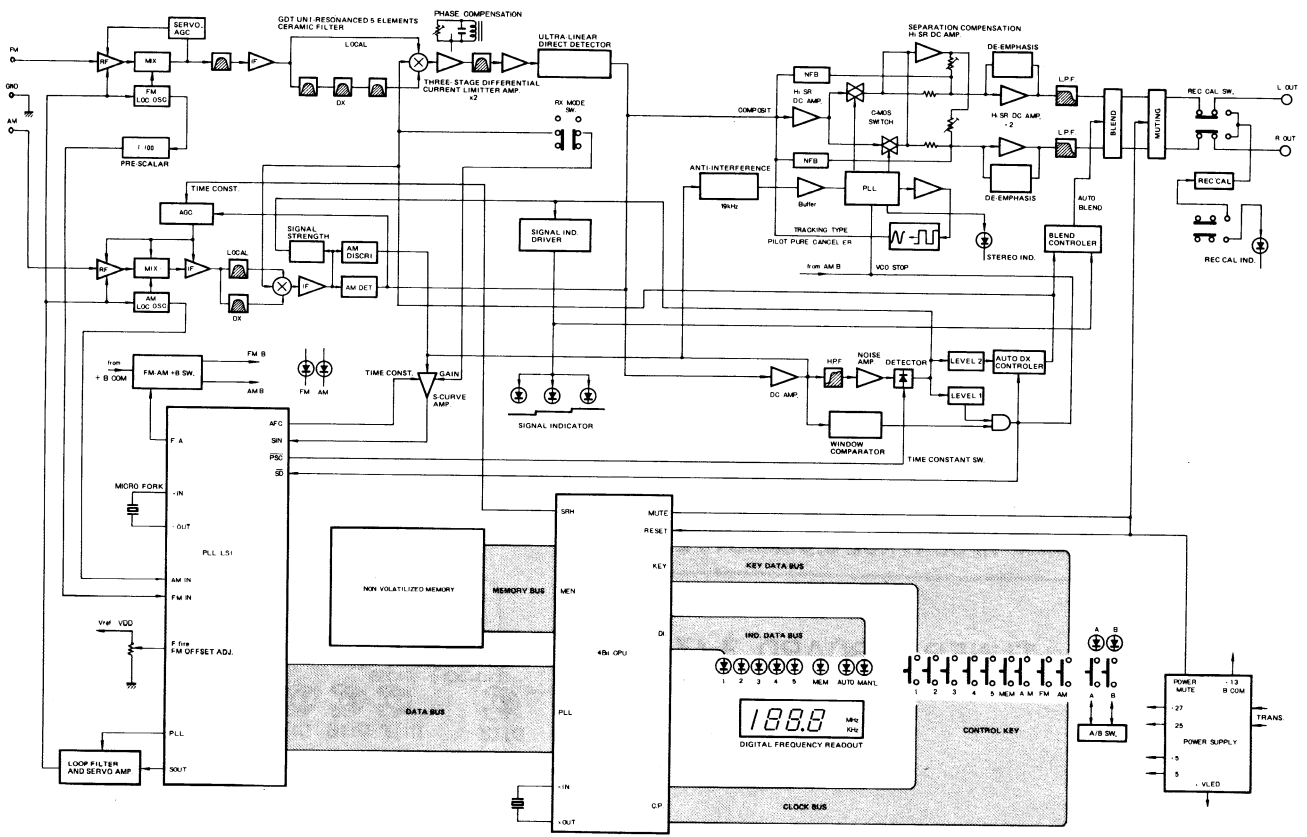 PHASE COMPENSATION
SERVO.
AGC
GDT UNI-RESONANCED 5 ELEMENTS
CERAMIC FILTER
LOCAL
ULTRA-LINEAR
DIRECT DETECTOR
SEPARATION COMPENSATION
Hi SR DC AMP.
DE-EMPHASIS
FM
RF
MIX
IF
DX
THREE-STAGE DIFFERENTIAL
CURRENT LIMITTER AMP.
x2
NFB
L.P.F
GND
FM
LOC OSC
RX MODE
SW.
COMPOSIT
Hi SR
DC AMP.
C-MOS
SWITCH
Hi SR DC AMP.
- 2
BLEND
MUTING
REC CAL SW.
L OUT
R OUT
AM
PRE-SCALAR
NFB
L.P.F
DE-EMPHASIS
REC'CAL
TIME CONST.
AGC
ANTI-INTERFERENCE
19kHz
Buffer
PLL
AUTO
BLEND
SIGNAL
STRENGTH
AM
DISCRI
SIGNAL IND.
DRIVER
TRACKING TYPE
PILOT PURE CANCELER
STEREO IND.
BLEND
CONTROLER
REC CAL IND.
RF
MIX
IF
LOCAL
DX
IF
AM DET
from AM B
VCO STOP
AM
LOC OSC
from
+ B COM
FM-AM +B SW.
FM B
AM B
FM
AM
TIME CONST.
GAIN
S-CURVE
AMP.
SIGNAL INDICATOR
DC AMP.
H.P.F
NOISE
AMP
DETECTOR
LEVEL 2
AUTO DX
CONTROLER
LEVEL 1
WINDOW
COMPARATOR
TIME CONSTANT SW.
F A
AFC
SIN
PSC
SD
MICRO FORK
- IN
- OUT
PLL LSI
AM IN
FM IN
Vref
VDD
F fire
FM OFFSET ADJ.
PLL
SOUT
LOOP FILTER
AND SERVO AMP
NON VOLATILIZED MEMORY
MEMORY BUS
DATA BUS
SRH
MEN
PLL
- IN
+ OUT
4Bit CPU
MUTE
RESET
KEY
DI
C.P
KEY DATA BUS
IND. DATA BUS
1 2 3 4 5 MEM AUTO MAN'L
188.8
MHz
KHz
DIGITAL FREQUENCY READOUT
1 2 3 4 5 MEM A M FM AM
CONTROL KEY
CLOCK BUS
A B
A B
A/B SW.
POWER
MUTE
- 13
B COM
- 27
25
TRANS.
POWER SUPPLY
- 5
5
- VLED